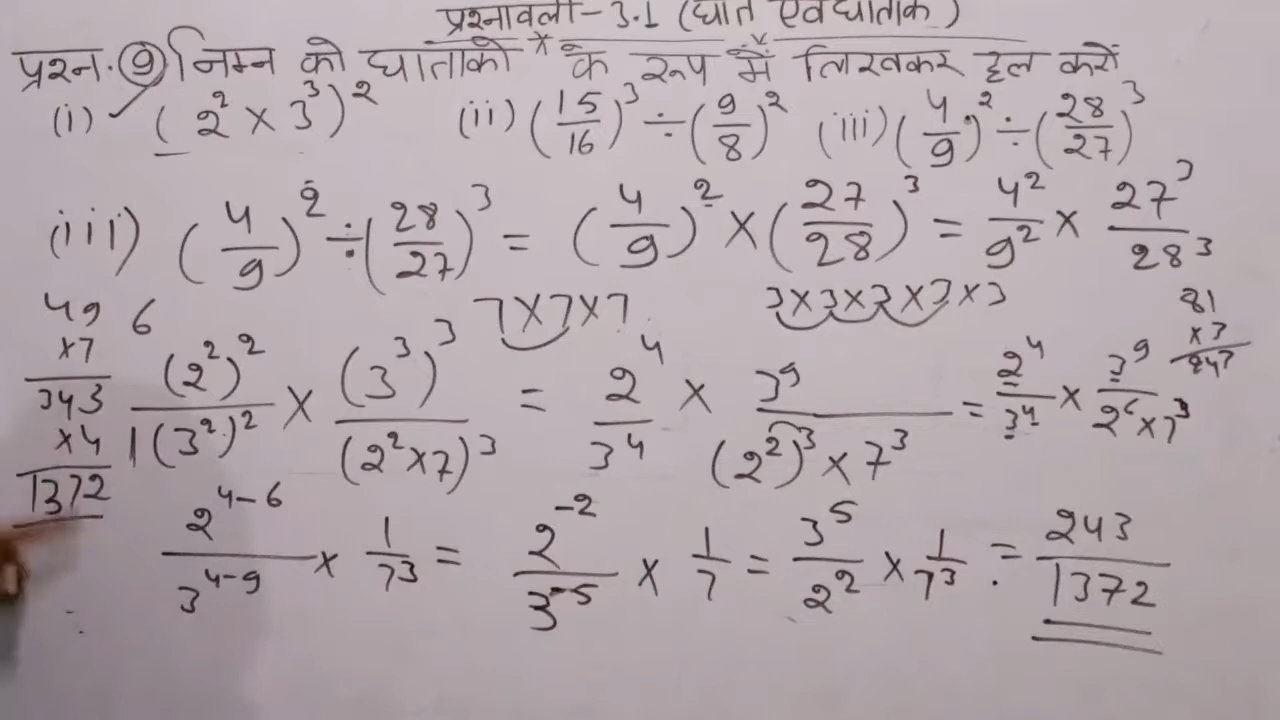 प्रश्नावली-3.1 (घात एवं घातांक)
प्रश्न. 9 निम्न को घातांको के रूप में लिखकर हल करो
(i) (2² × 3³)² (ii) (15/16)³ ÷ (9/8)² (iii) (4/9)² ÷ (28/27)³
(iii) (4/9)² ÷ (28/27)³ = (4/9)² × (27/28)³ = 4²/9² × 27³/28³
49 6 7×7×7 3×3×3×3×3 81
×7 ×3
343 243
×4
1372
(2²)²/1(3²)² × (3³)³/(2²×7)³ = 2⁴/3⁴ × 3⁹/(2²)³×7³ = 2⁴/3⁴ × 3⁹/2⁶×7³
2⁴⁻⁶/3⁴⁻⁹ × 1/7³ = 2⁻²/3⁻⁵ × 1/7 = 3⁵/2² × 1/7³ = 243/1372